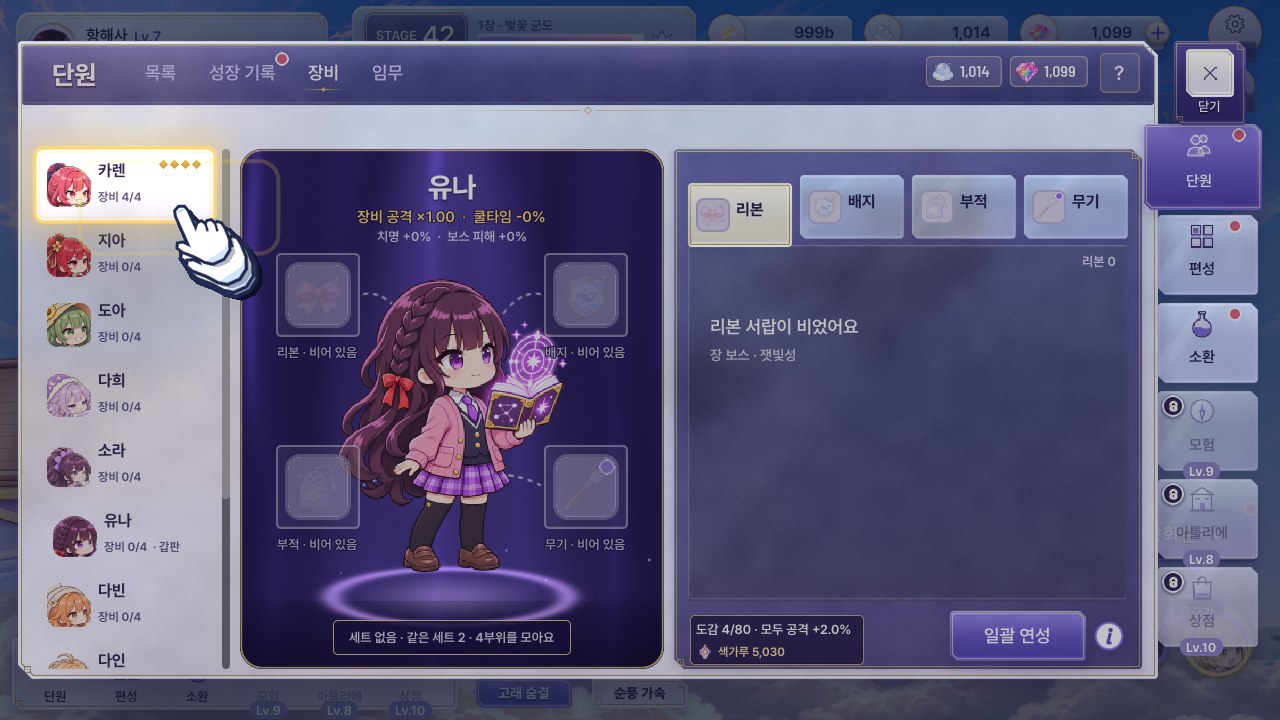 항해사 Lv.7
STAGE 42
1장 · 벚꽃 군도
999b
1,014
1,099
단원
목록
성장 기록
장비
임무
1,014
1,099
?
닫기
카렌
장비 4/4
지아
장비 0/4
도아
장비 0/4
다희
장비 0/4
소라
장비 0/4
유나
장비 0/4 · 갑판
다빈
장비 0/4
다인
유나
장비 공격 ×1.00 · 쿨타임 -0%
치명 +0% · 보스 피해 +0%
리본 · 비어 있음
배지 · 비어 있음
부적 · 비어 있음
무기 · 비어 있음
세트 없음 · 같은 세트 2 · 4부위를 모아요
리본
배지
부적
무기
리본 0
리본 서랍이 비었어요
장 보스 · 잿빛성
도감 4/80 · 모두 공격 +2.0%
색가루 5,030
일괄 연성
i
단원
편성
소환
모험
Lv.9
아틀리에
Lv.8
상점
Lv.10
단원
편성
소환
모험
Lv.9
아틀리에
Lv.8
상점
Lv.10
고래 숨결
순풍 가속